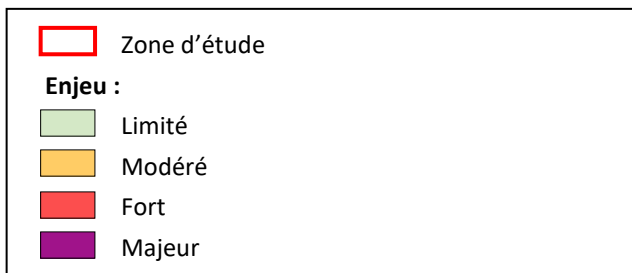 Zone d’étude
Enjeu :
Limité
Modéré
Fort
Majeur